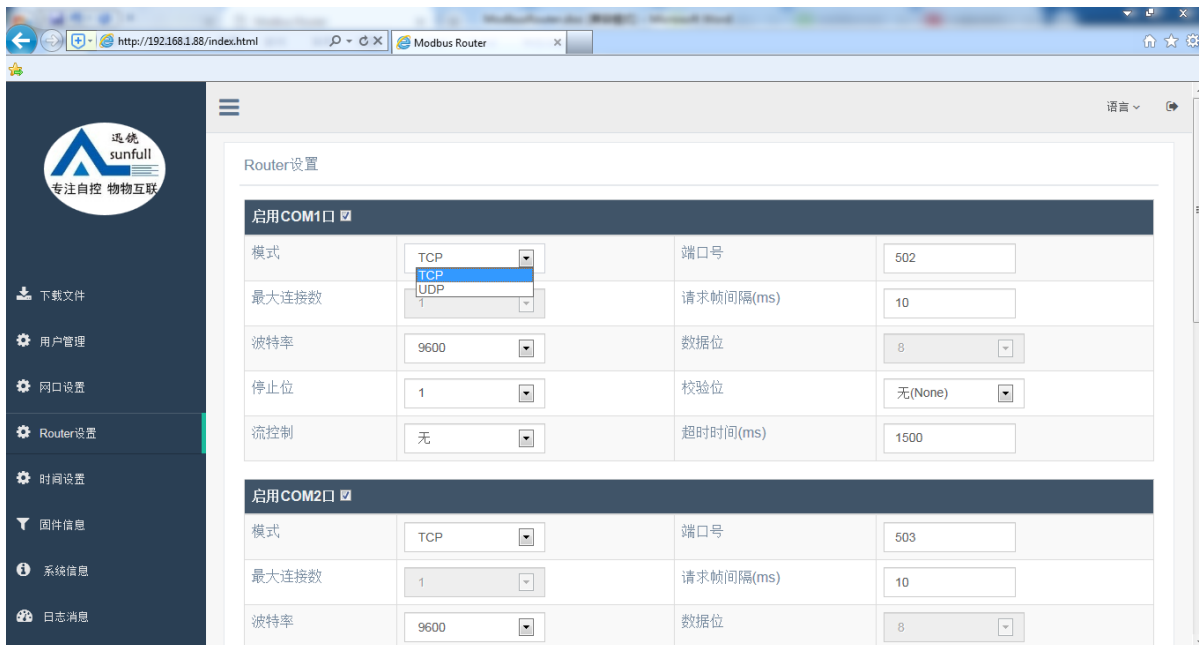 http://192.168.1.88/index.html
Modbus Router
迅饶
sunfull
专注自控 物物互联
语言
Router设置
下载文件
用户管理
网口设置
Router设置
时间设置
固件信息
系统信息
日志消息
启用COM1口
模式 TCP 端口号 502
TCP
UDP
最大连接数 1 请求帧间隔(ms) 10
波特率 9600 数据位 8
停止位 1 校验位 无(None)
流控制 无 超时时间(ms) 1500
启用COM2口
模式 TCP 端口号 503
最大连接数 1 请求帧间隔(ms) 10
波特率 9600 数据位 8